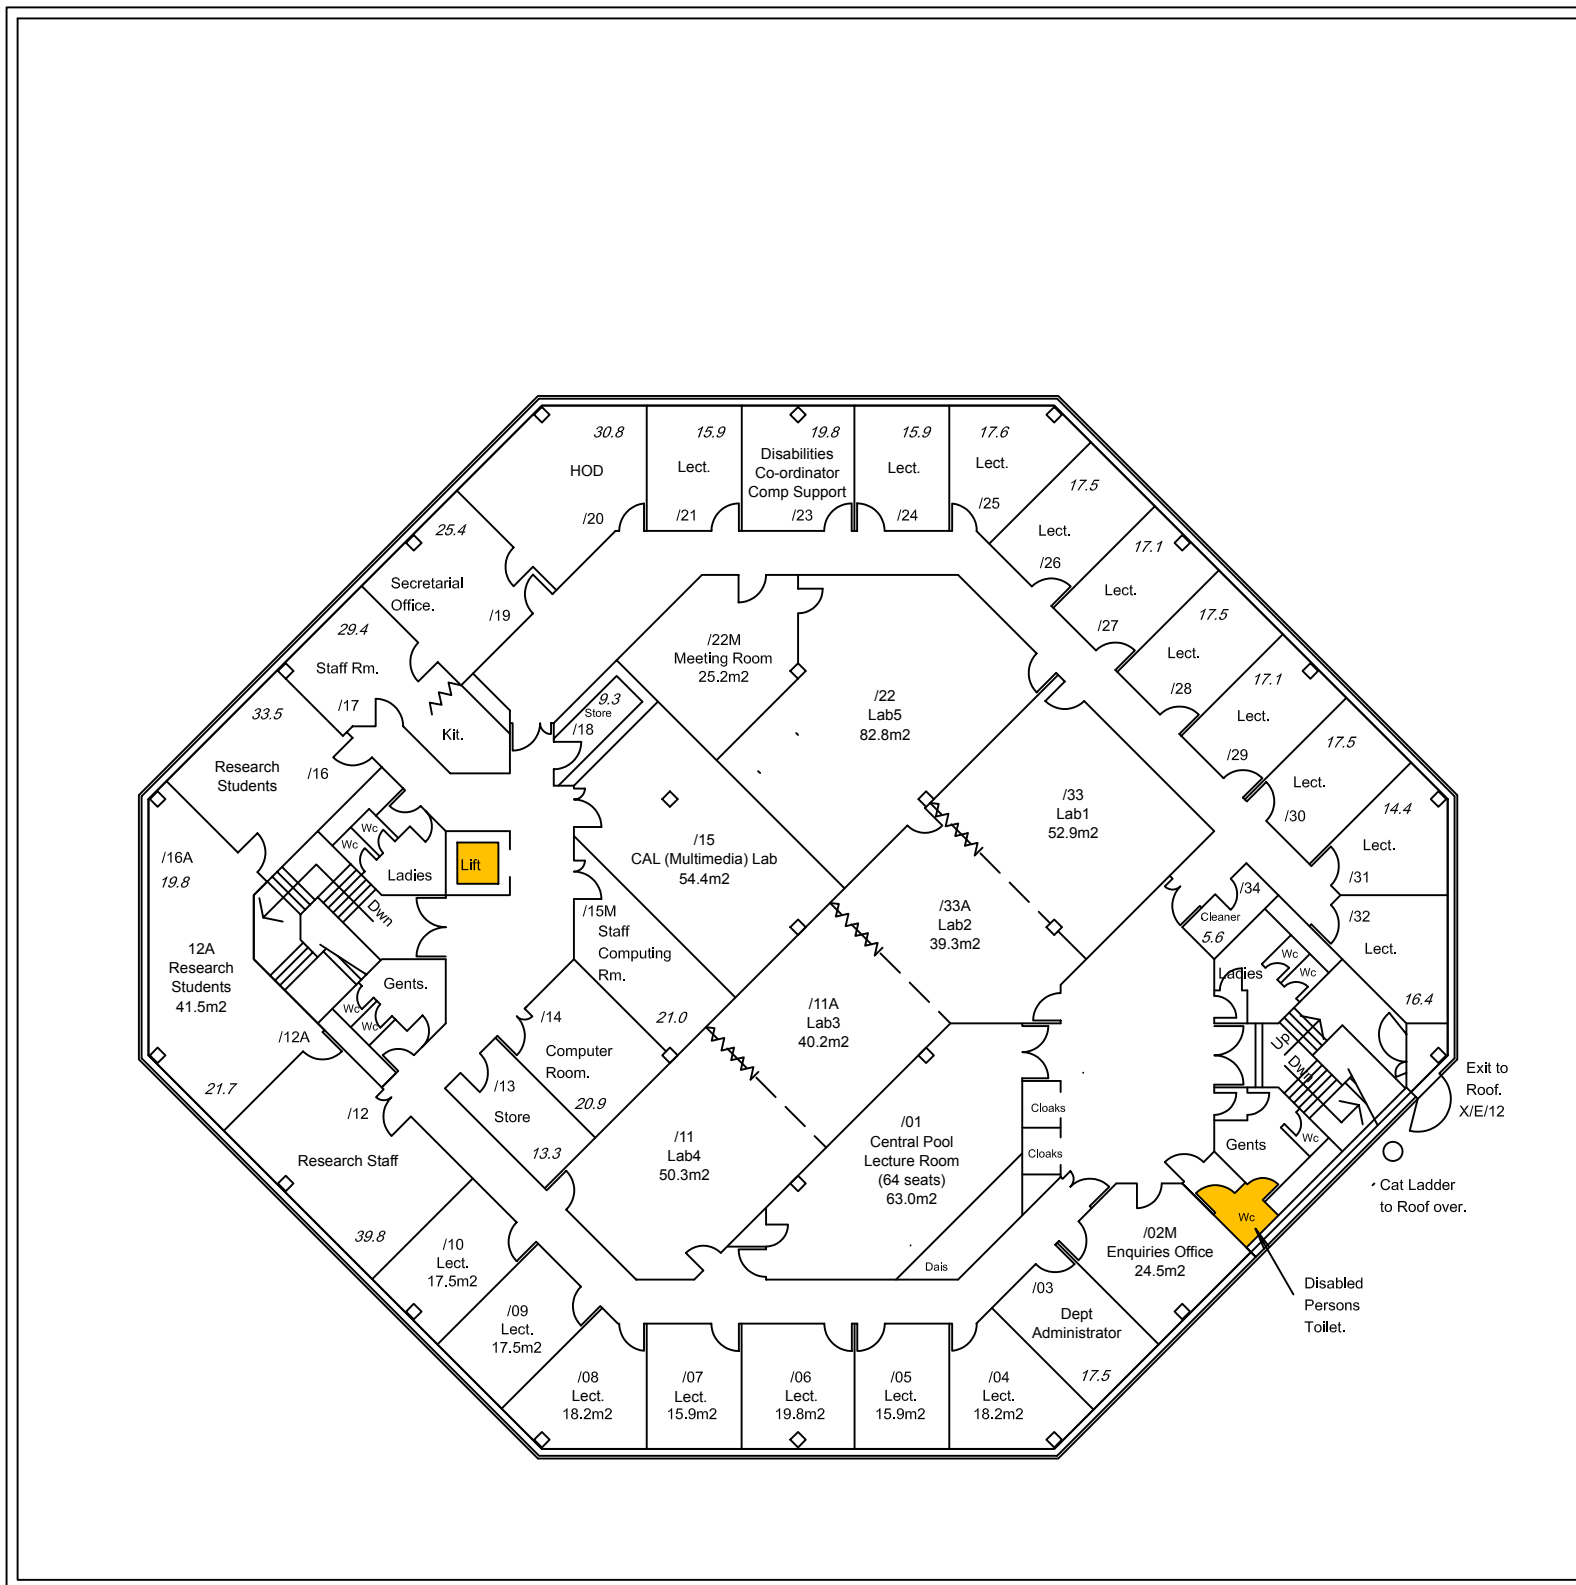 30.8
HOD
/20
15.9
Lect.
/21
19.8
Disabilities
Co-ordinator
Comp Support
/23
15.9
Lect.
/24
17.6
Lect.
/25
17.5
Lect.
/26
17.1
Lect.
/27
17.5
Lect.
/28
17.1
Lect.
/29
17.5
Lect.
/30
14.4
Lect.
/31
/32
Lect.
16.4
25.4
Secretarial
Office.
/19
29.4
Staff Rm.
/17
Kit.
33.5
Research
Students
/16
/22M
Meeting Room
25.2m2
9.3
Store
/18
/22
Lab5
82.8m2
/33
Lab1
52.9m2
/15
CAL (Multimedia) Lab
54.4m2
/33A
Lab2
39.3m2
/34
Cleaner
5.6
Wc
Wc
Ladies
Lift
Dwn
/16A
19.8
12A
Research
Students
41.5m2
/12A
21.7
Gents.
Wc
Wc
/15M
Staff
Computing
Rm.
21.0
/14
Computer
Room.
20.9
/13
Store
13.3
/11A
Lab3
40.2m2
/11
Lab4
50.3m2
/01
Central Pool
Lecture Room
(64 seats)
63.0m2
Cloaks
Cloaks
Dais
Ladies
Wc
Wc
Up
Dwn
Gents
Wc
Wc
Exit to
Roof.
X/E/12
Cat Ladder
to Roof over.
Disabled
Persons
Toilet.
/02M
Enquiries Office
24.5m2
/03
Dept
Administrator
17.5
/12
Research Staff
39.8
/10
Lect.
17.5m2
/09
Lect.
17.5m2
/08
Lect.
18.2m2
/07
Lect.
15.9m2
/06
Lect.
19.8m2
/05
Lect.
15.9m2
/04
Lect.
18.2m2